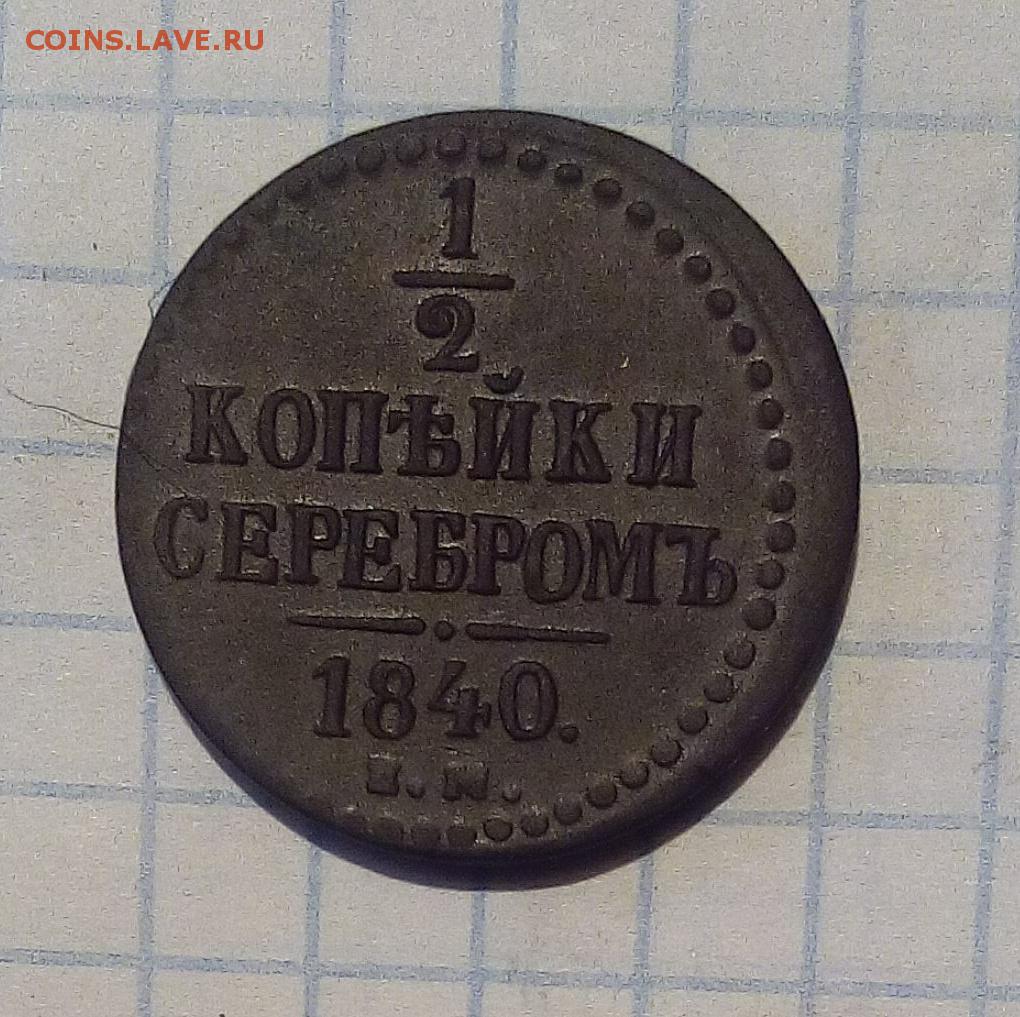 COINS.LAVE.RU
1
2
КОПѢЙКИ
СЕРЕБРОМЪ
1840.
Е.М.